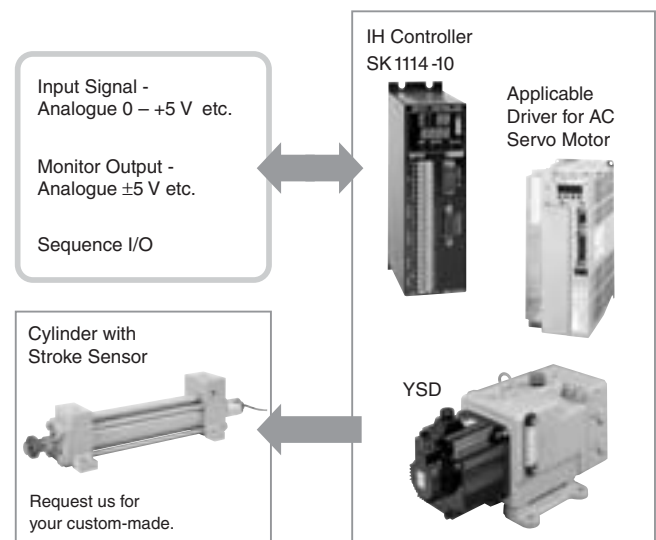 Input Signal -
Analogue 0 – +5 V etc.
Monitor Output -
Analogue ±5 V etc.
Sequence I/O
IH Controller
SK1114-10
Applicable
Driver for AC
Servo Motor
Cylinder with
Stroke Sensor
Request us for
your custom-made.
YSD